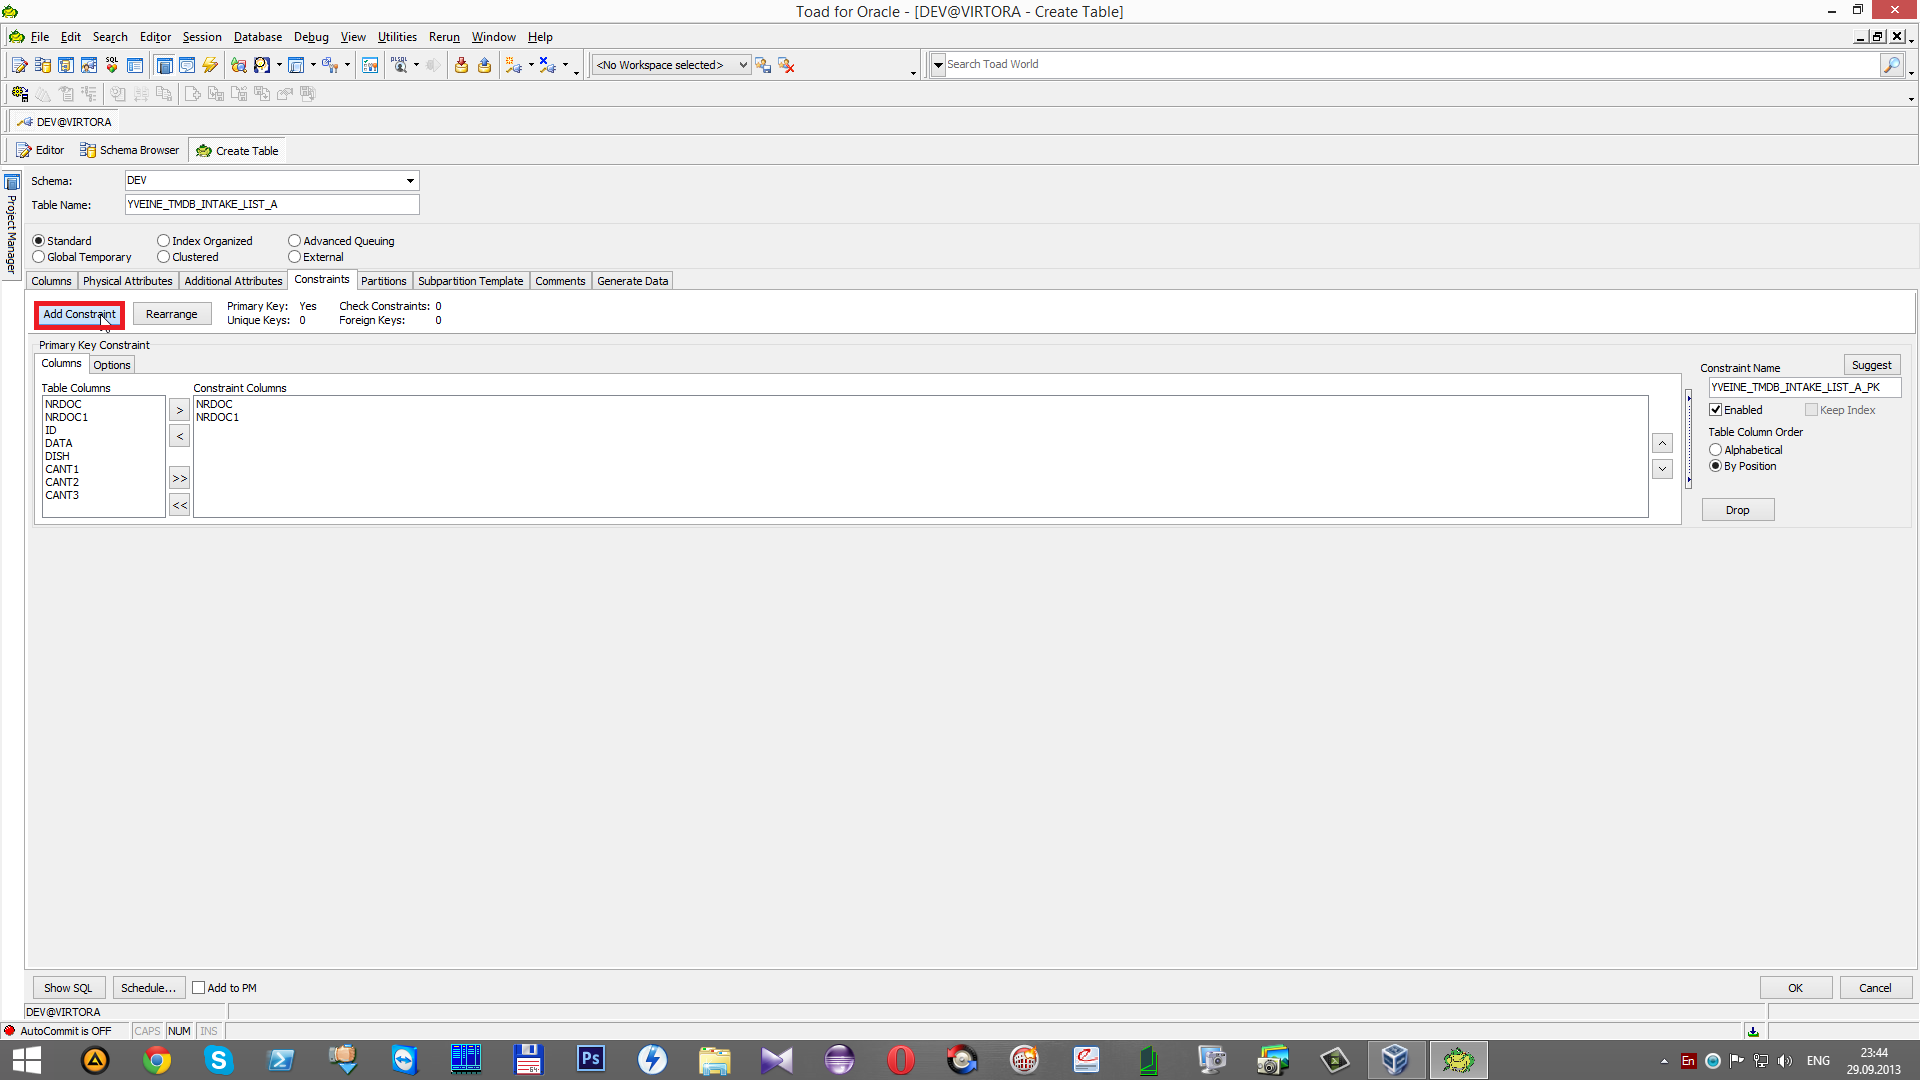 Toad for Oracle - [DEV@VIRTORA - Create Table]
File Edit Search Editor Session Database Debug View Utilities Rerun Window Help
<No Workspace selected> Search Toad World
DEV@VIRTORA
Editor Schema Browser Create Table
Project Manager
Schema: DEV
Table Name: YVEINE_TMDB_INTAKE_LIST_A
Standard Index Organized Advanced Queuing
Global Temporary Clustered External
Columns Physical Attributes Additional Attributes Constraints Partitions Subpartition Template Comments Generate Data
Add Constraint Rearrange
Primary Key: Yes Check Constraints: 0
Unique Keys: 0 Foreign Keys: 0
Primary Key Constraint
Columns Options
Table Columns
NRDOC
NRDOC1
ID
DATA
DISH
CANT1
CANT2
CANT3
>
<
>>
<<
Constraint Columns
NRDOC
NRDOC1
Constraint Name Suggest
YVEINE_TMDB_INTAKE_LIST_A_PK
Enabled Keep Index
Table Column Order
Alphabetical
By Position
Drop
Show SQL Schedule... Add to PM OK Cancel
DEV@VIRTORA
AutoCommit is OFF CAPS NUM INS
Ps
64
En
ENG
23:44
29.09.2013